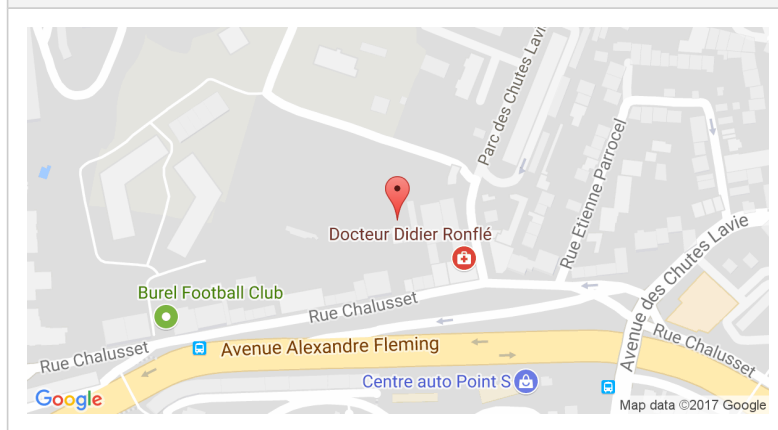 Parc des Chutes Lavi
Rue Etienne Parrocel
Docteur Didier Ronflé
Avenue des Chutes Lavie
Burel Football Club
Rue Chalusset
Rue Chalusset
Avenue Alexandre Fleming
Rue Chalusset
Centre auto Point S
Google
Map data ©2017 Google